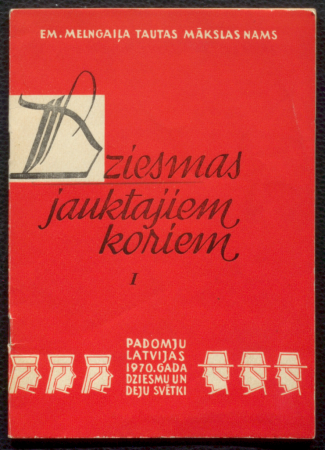 EM. MELNGAIĻA TAUTAS MĀKSLAS NAMS
Dziesmas
jauktajiem
koriem
I
PADOMJU
LATVIJAS
1970. GADA
DZIESMU UN
DEJU SVĒTKI